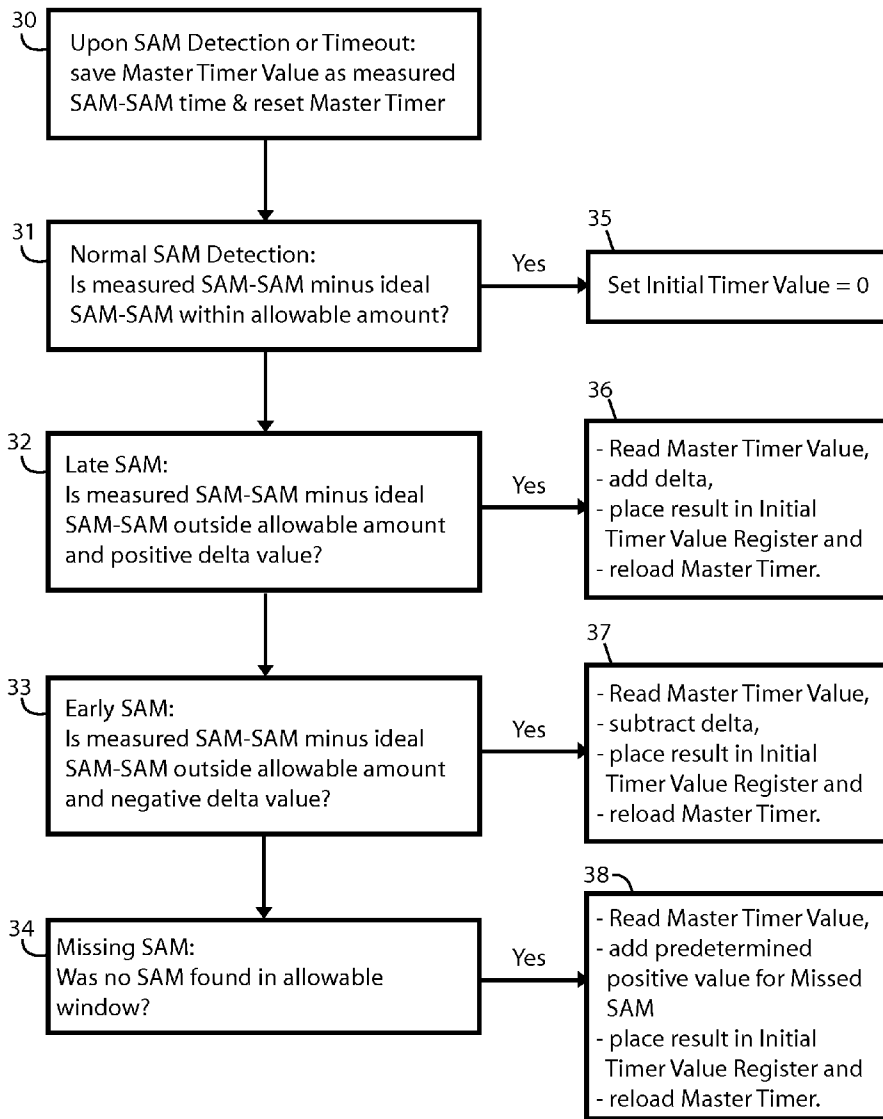 30
Upon SAM Detection or Timeout:
save Master Timer Value as measured
SAM-SAM time & reset Master Timer
31
Normal SAM Detection:
Is measured SAM-SAM minus ideal
SAM-SAM within allowable amount?
Yes
35
Set Initial Timer Value = 0
32
Late SAM:
Is measured SAM-SAM minus ideal
SAM-SAM outside allowable amount
and positive delta value?
Yes
36
- Read Master Timer Value,
- add delta,
- place result in Initial
Timer Value Register and
- reload Master Timer.
33
Early SAM:
Is measured SAM-SAM minus ideal
SAM-SAM outside allowable amount
and negative delta value?
Yes
37
- Read Master Timer Value,
- subtract delta,
- place result in Initial
Timer Value Register and
- reload Master Timer.
34
Missing SAM:
Was no SAM found in allowable
window?
Yes
38
- Read Master Timer Value,
- add predetermined
positive value for Missed
SAM
- place result in Initial
Timer Value Register and
- reload Master Timer.